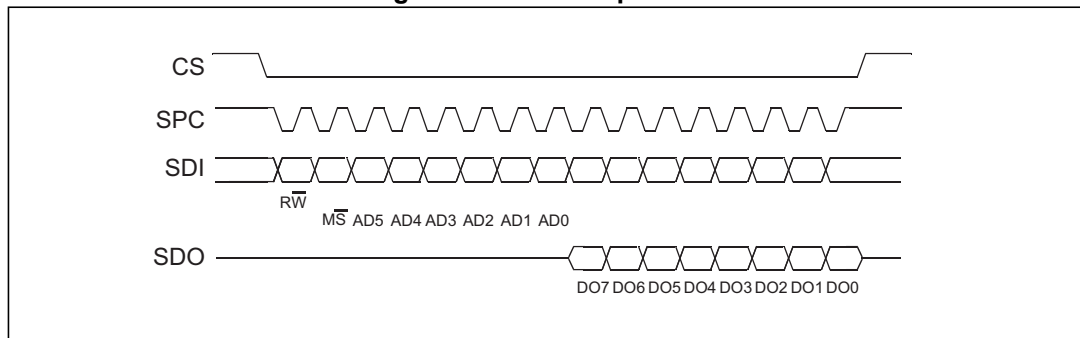 CS
SPC
SDI
RW
MS AD5 AD4 AD3 AD2 AD1 AD0
SDO
DO7 DO6 DO5 DO4 DO3 DO2 DO1 DO0